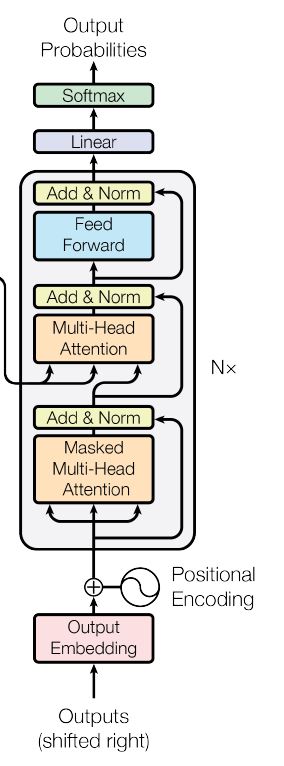 Output
Probabilities
Softmax
Linear
Add & Norm
Feed
Forward
Add & Norm
Multi-Head
Attention
N×
Add & Norm
Masked
Multi-Head
Attention
Positional
Encoding
Output
Embedding
Outputs
(shifted right)